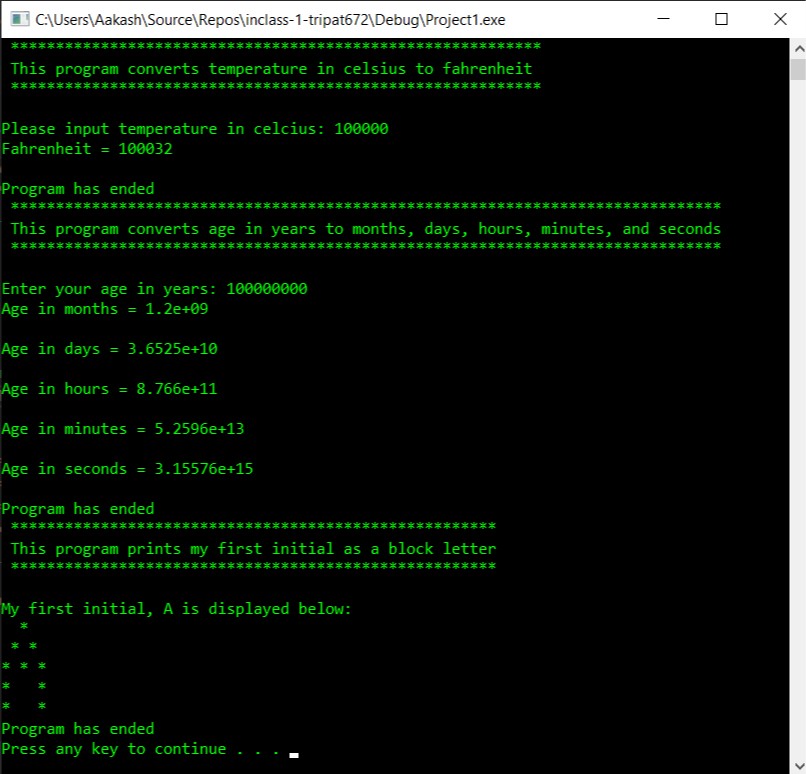 C:\Users\Aakash\Source\Repos\inclass-1-tripat672\Debug\Project1.exe
***********************************************************
This program converts temperature in celsius to fahrenheit
***********************************************************

Please input temperature in celcius: 100000
Fahrenheit = 100032

Program has ended
*******************************************************************************
This program converts age in years to months, days, hours, minutes, and seconds
*******************************************************************************

Enter your age in years: 100000000
Age in months = 1.2e+09

Age in days = 3.6525e+10

Age in hours = 8.766e+11

Age in minutes = 5.2596e+13

Age in seconds = 3.15576e+15

Program has ended
******************************************************
This program prints my first initial as a block letter
******************************************************

My first initial, A is displayed below:
  *
 * *
* * *
*   *
*   *
Program has ended
Press any key to continue . . .